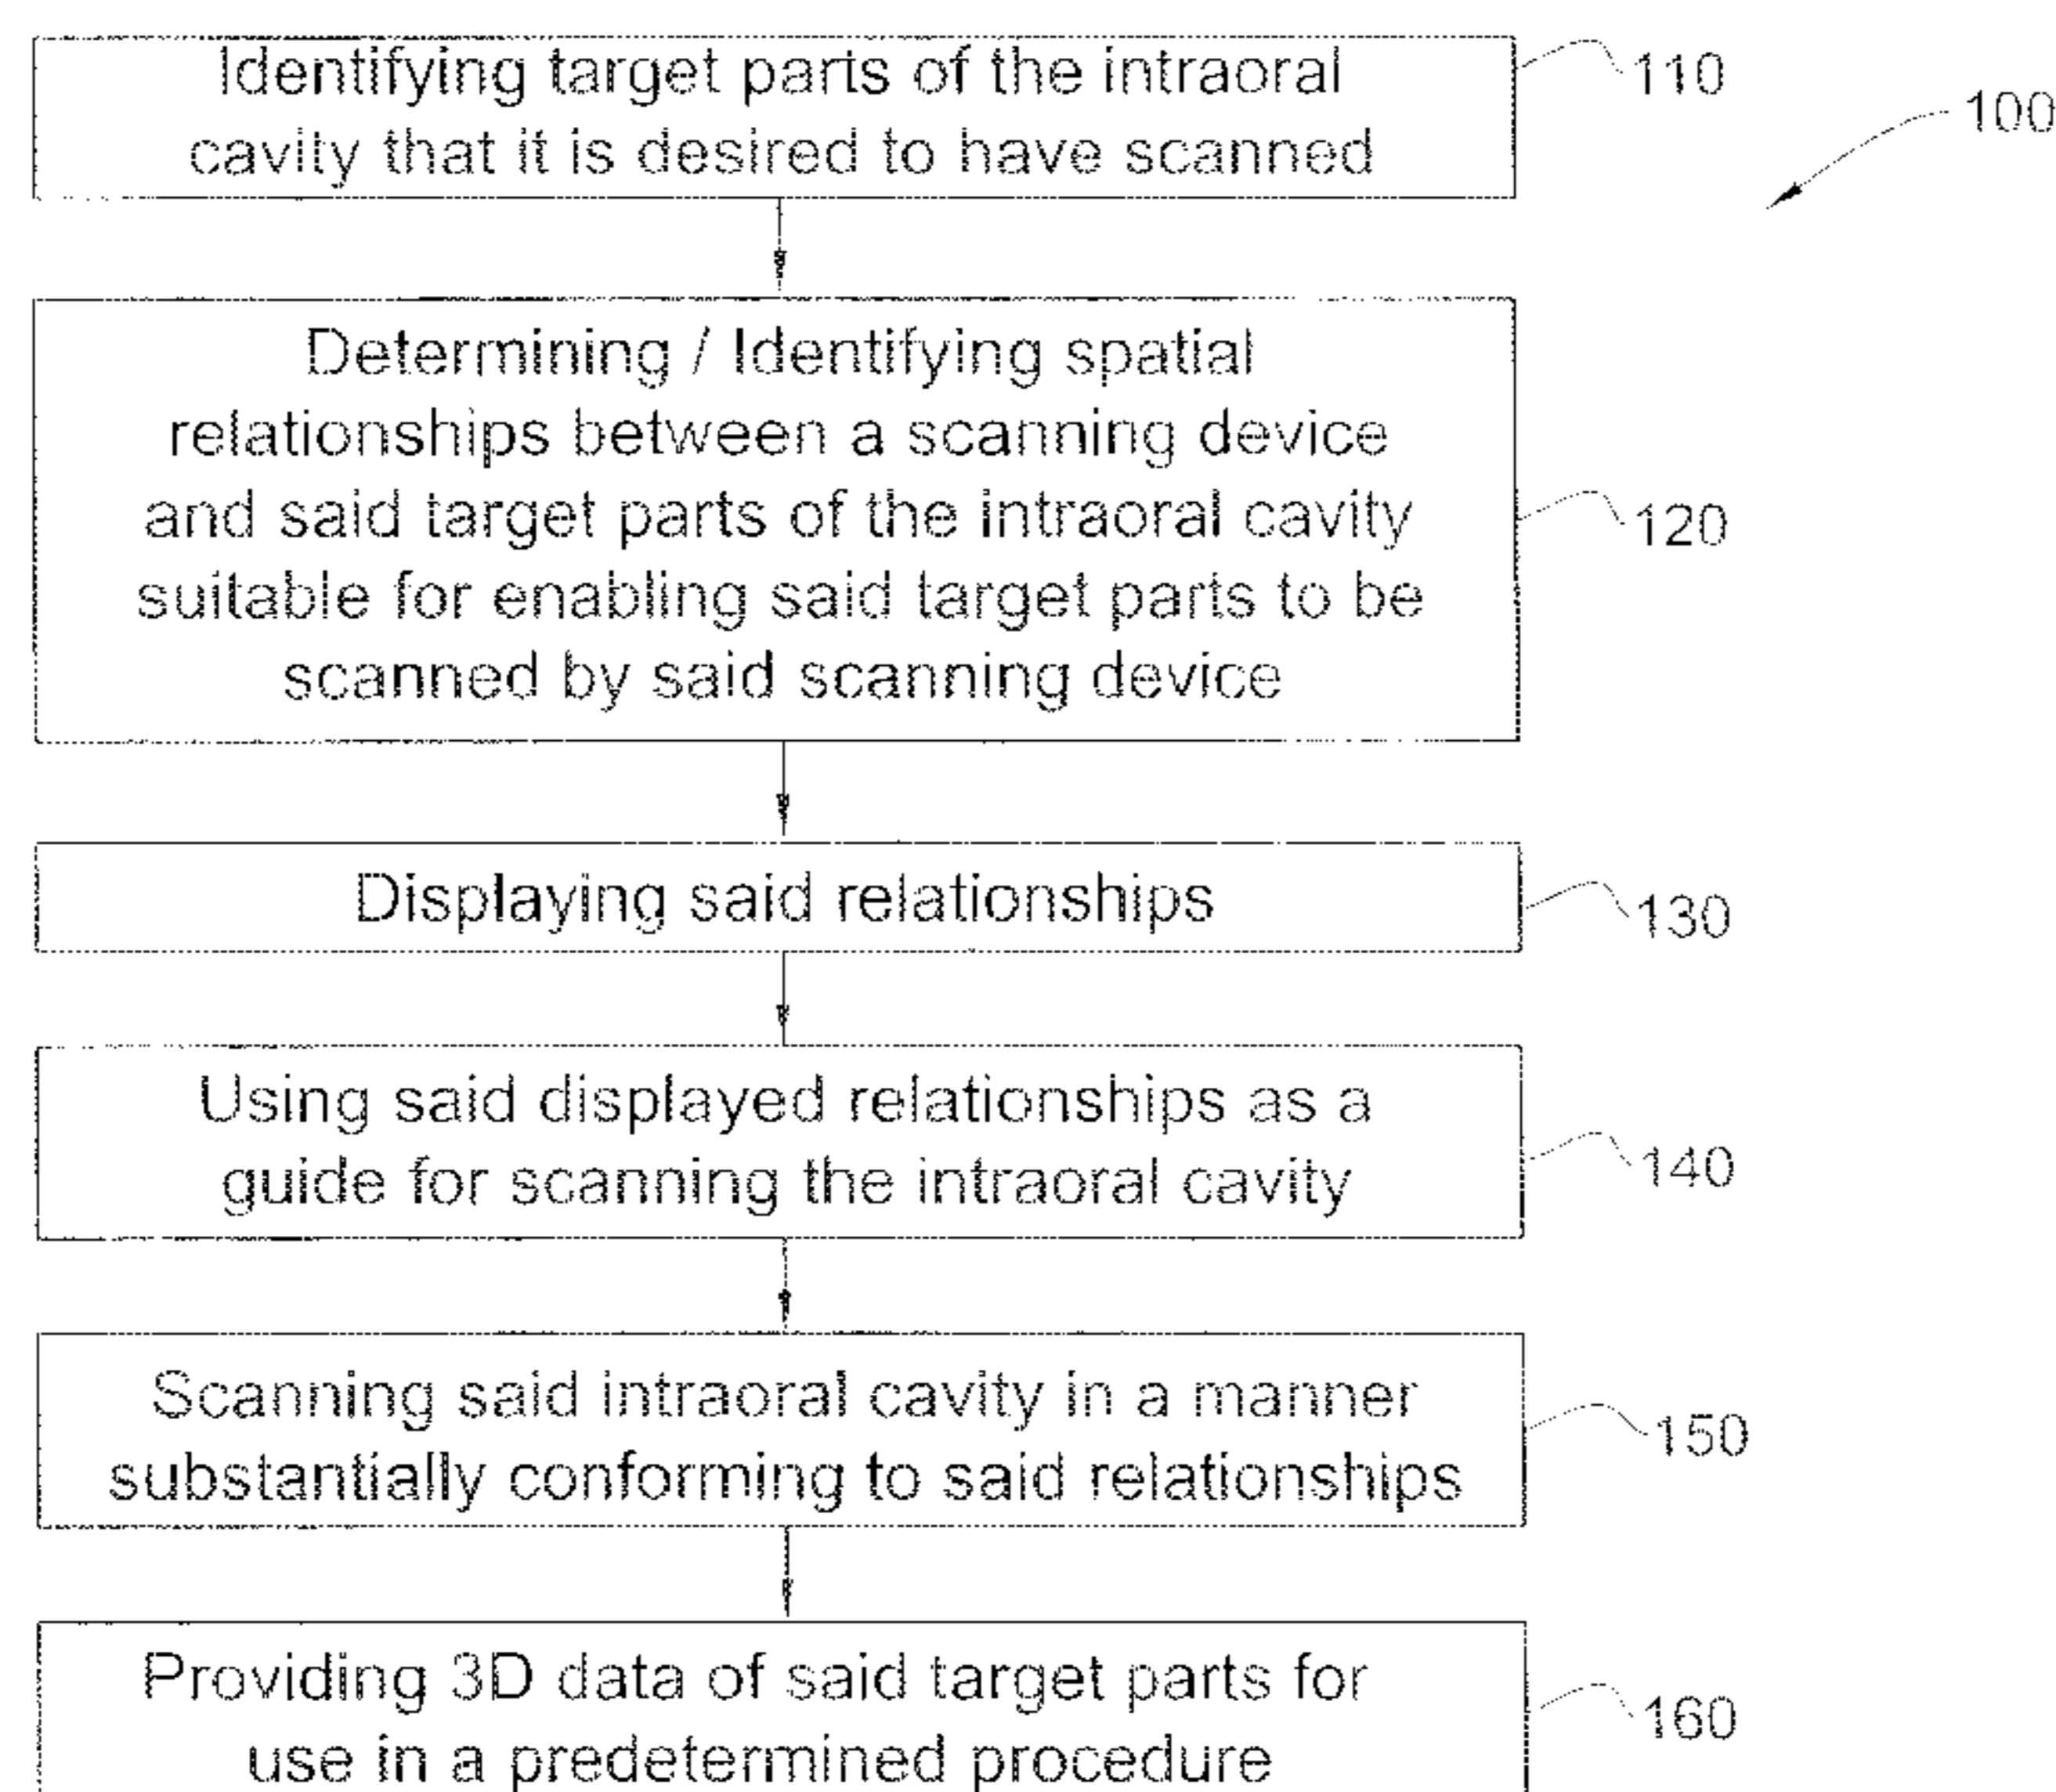 Identifying target parts of the intraoral
cavity that it is desired to have scanned
110
100
Determining / Identifying spatial
relationships between a scanning device
and said target parts of the intraoral cavity
suitable for enabling said target parts to be
scanned by said scanning device
120
Displaying said relationships
130
Using said displayed relationships as a
guide for scanning the intraoral cavity
140
Scanning said intraoral cavity in a manner
substantially conforming to said relationships
150
Providing 3D data of said target parts for
use in a predetermined procedure
160